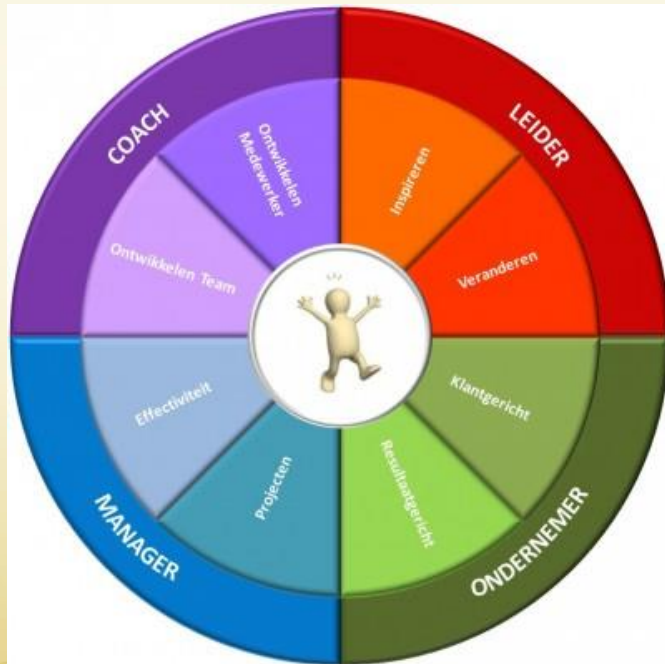 COACH
LEIDER
Ontwikkelen
Medewerker
Inspireren
Ontwikkelen Team
Veranderen
Effectiviteit
Klantgericht
Projecten
Resultaatgericht
MANAGER
ONDERNEMER